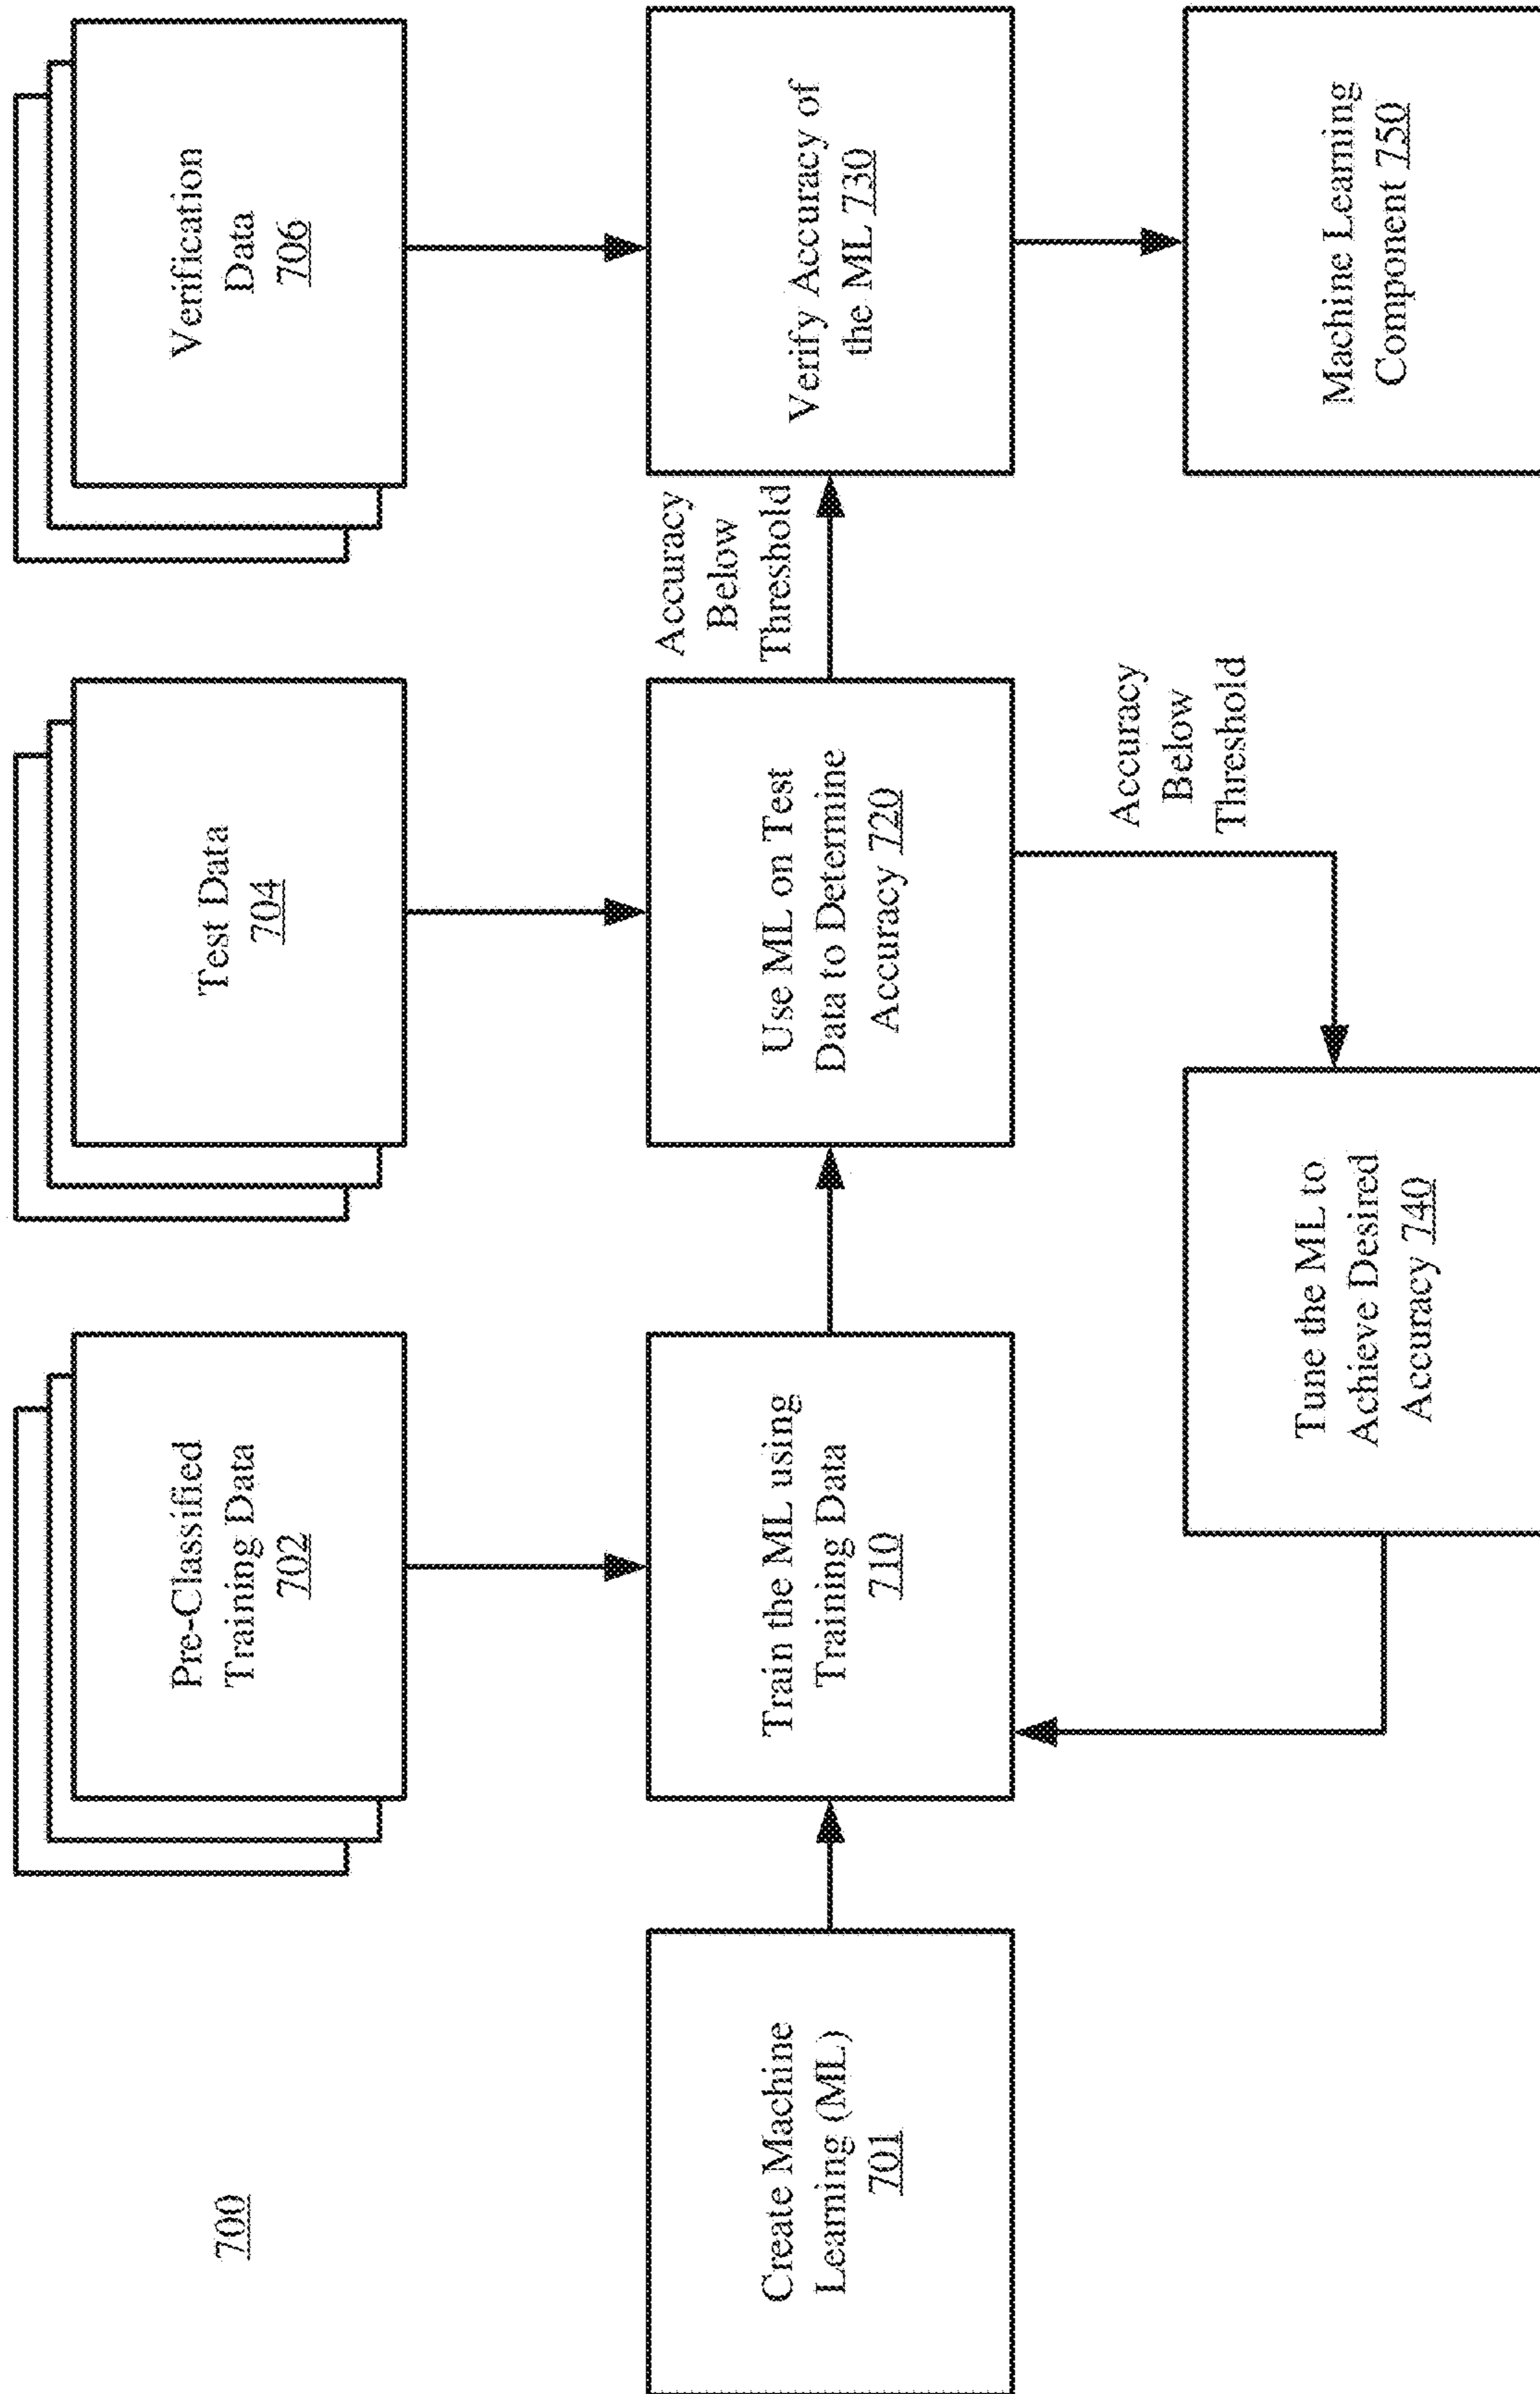 700
Pre-Classified
Training Data
702
Test Data
704
Verification
Data
706
Create Machine
Learning (ML)
701
Train the ML using
Training Data
710
Use ML on Test
Data to Determine
Accuracy 720
Accuracy
Below
Threshold
Verify Accuracy of
the ML 730
Accuracy
Below
Threshold
Tune the ML to
Achieve Desired
Accuracy 740
Machine Learning
Component 750